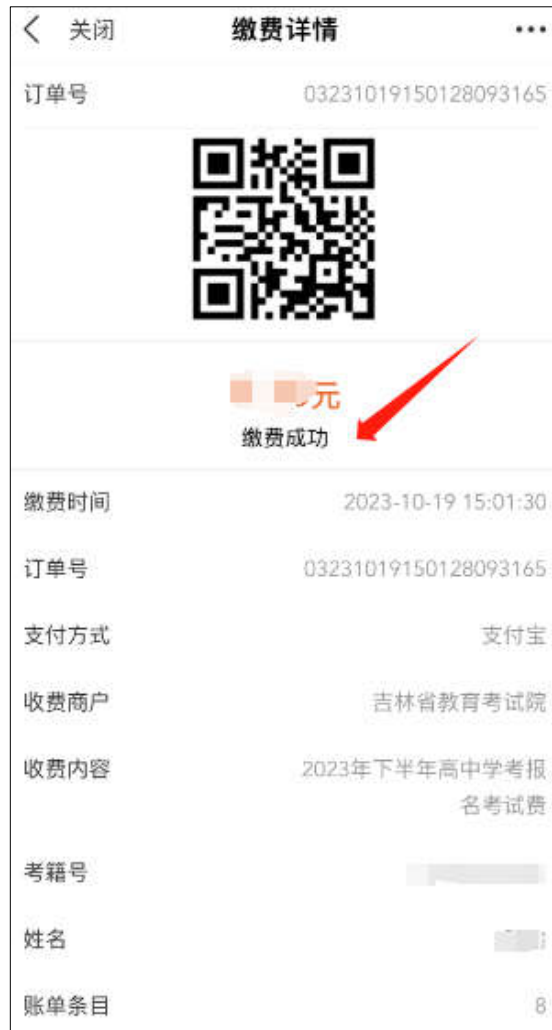 关闭
缴费详情
订单号 03231019150128093165
元
缴费成功
缴费时间 2023-10-19 15:01:30
订单号 03231019150128093165
支付方式 支付宝
收费商户 吉林省教育考试院
收费内容 2023年下半年高中学考报
名考试费
考籍号
姓名
账单条目 8